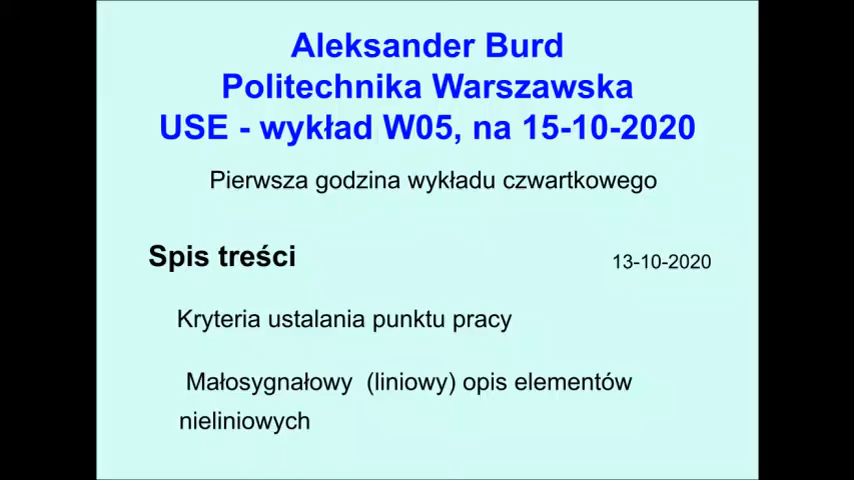 Aleksander Burd
Politechnika Warszawska
USE - wykład W05, na 15-10-2020
Pierwsza godzina wykładu czwartkowego
Spis treści
13-10-2020
Kryteria ustalania punktu pracy
Małosygnałowy (liniowy) opis elementów
nieliniowych